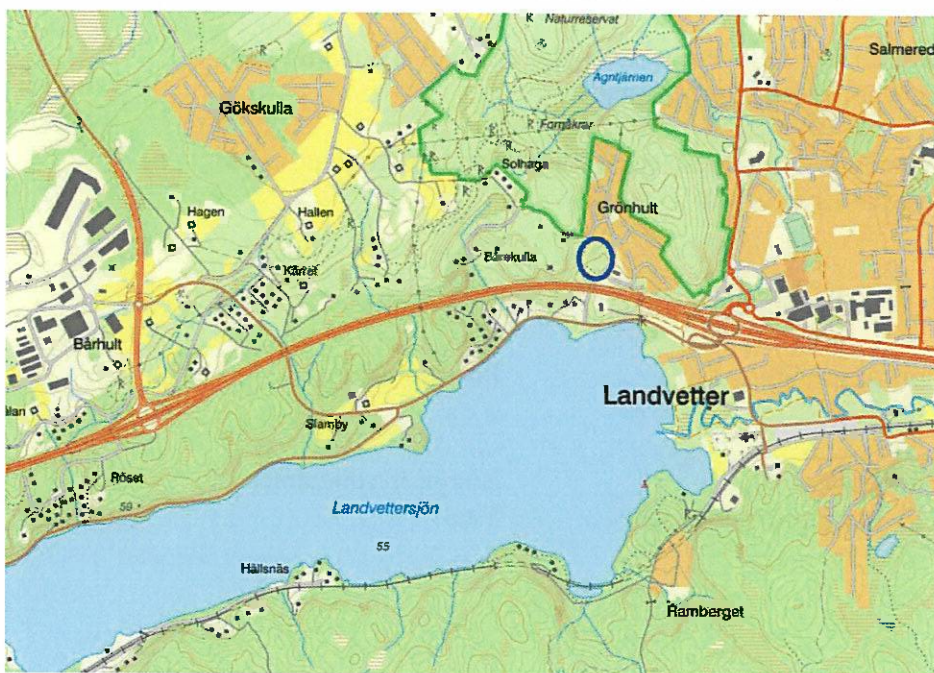 Naturreservat
Salmered
Agntjärnen
Gökskulla
Fornåkrar
Solhaga
Grönhult
Hagen
Hallen
Bårekulla
Kärret
Bårhult
Landvetter
Slamby
Röset
59
Landvettersjön
55
Hällsnäs
Ramberget